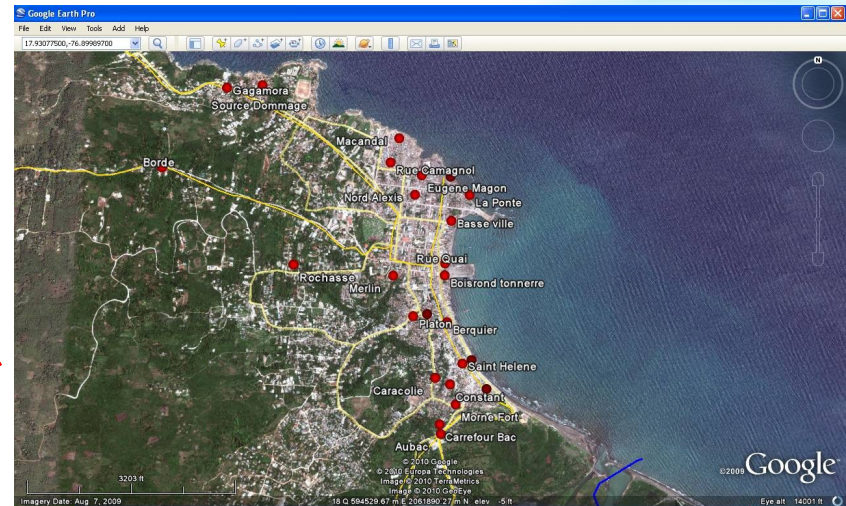 Google Earth Pro
File Edit View Tools Add Help
17.93077500,-76.89989700
N
Gagamora
Source Dommage
Macandal
Borde
Rue Camagnol
Eugene Magon
Nord Alexis
La Ponte
Basse ville
Rue Quai
Rochasse
Boisrond tonnerre
Merlin
Platon
Berquier
Saint Helene
Caracolie
Constant
Morne Fort
Carrefour Bac
Aubac
© 2010 Google
© 2010 Europa Technologies
Image © 2010 TerraMetrics
Image © 2010 GeoEye
©2009 Google
3203 ft
Imagery Date: Aug 7, 2009
18 Q 594529.67 m E 2061890.27 m N elev -5 ft
Eye alt 14001 ft